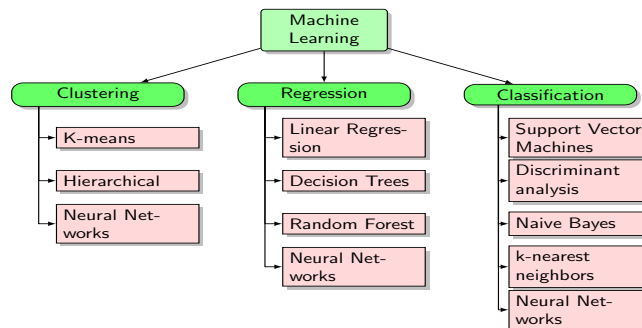 Machine
Learning
Clustering
K-means
Hierarchical
Neural Net-
works
Regression
Linear Regres-
sion
Decision Trees
Random Forest
Neural Net-
works
Classification
Support Vector
Machines
Discriminant
analysis
Naive Bayes
k-nearest
neighbors
Neural Net-
works